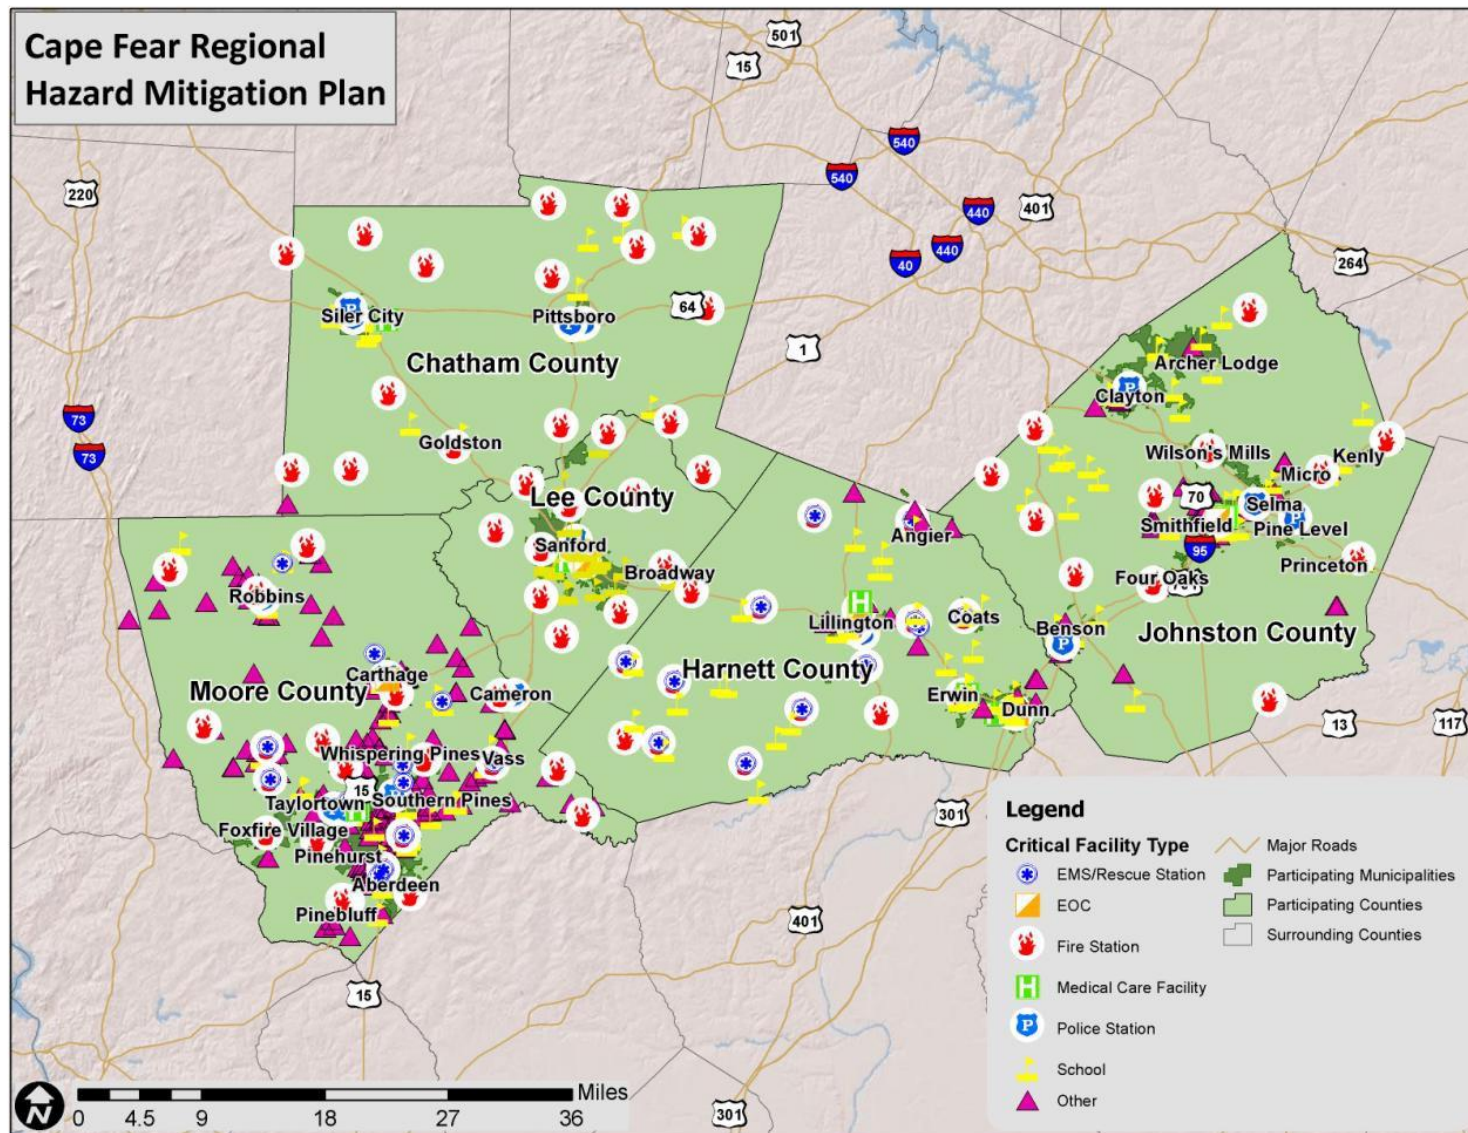 Cape Fear Regional
Hazard Mitigation Plan
501
15
540
540
220
440
401
440
40
264
64
Siler City
Pittsboro
1
Chatham County
Archer Lodge
Clayton
73
73
Goldston
Wilson's Mills
Kenly
Micro
Lee County
70
Selma
Smithfield
Pine Level
Angier
Sanford
95
Broadway
Four Oaks
Princeton
Robbins
Lillington
Coats
Benson
Johnston County
Carthage
Harnett County
Moore County
Cameron
Erwin
Dunn
13
117
Whispering Pines
Vass
15
Taylortown
Southern Pines
Foxfire Village
301
Pinehurst
Aberdeen
Pinebluff
401
15
301
Legend
Critical Facility Type
EMS/Rescue Station
EOC
Fire Station
H Medical Care Facility
P Police Station
School
Other
Major Roads
Participating Municipalities
Participating Counties
Surrounding Counties
N
Miles
0 4.5 9 18 27 36